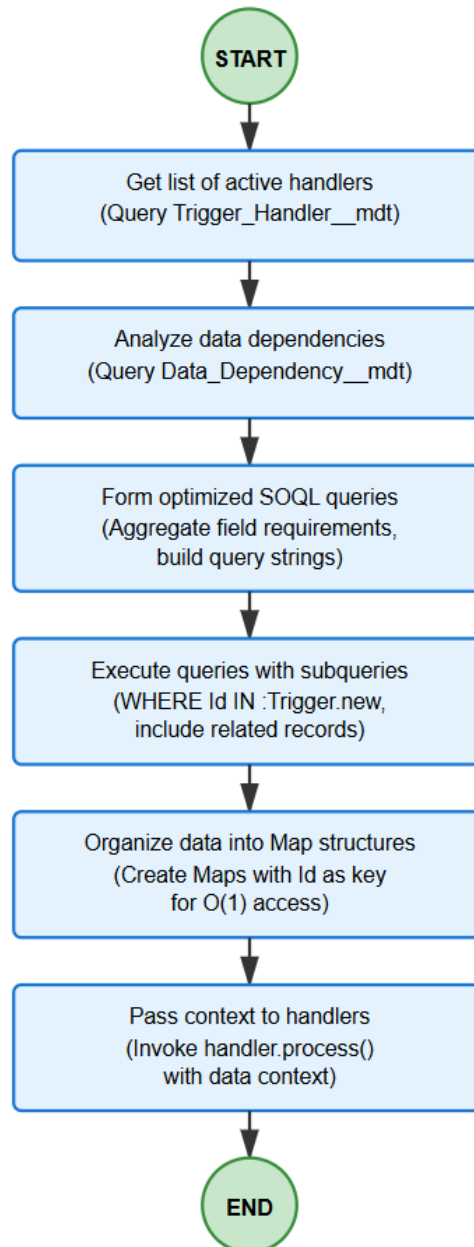 START
Get list of active handlers
(Query Trigger_Handler__mdt)
Analyze data dependencies
(Query Data_Dependency__mdt)
Form optimized SOQL queries
(Aggregate field requirements,
build query strings)
Execute queries with subqueries
(WHERE Id IN :Trigger.new,
include related records)
Organize data into Map structures
(Create Maps with Id as key
for O(1) access)
Pass context to handlers
(Invoke handler.process()
with data context)
END